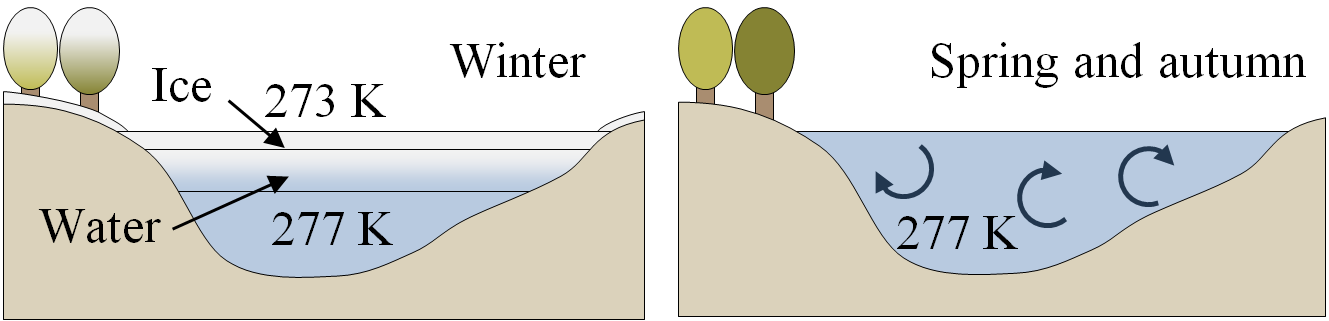 Winter
Ice
273 K
Water
277 K
Spring and autumn
277 K